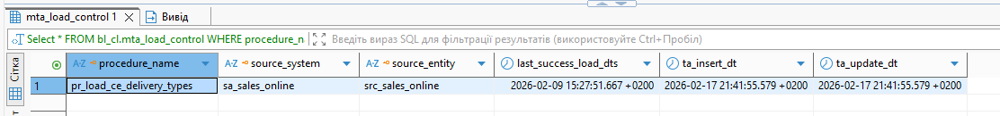 mta_load_control 1 Вивід
Select * FROM bl_cl.mta_load_control WHERE procedure_n Введіть вираз SQL для фільтрації результатів (використовуйте Ctrl+Пробіл)
Сітка
A-Z procedure_name A-Z source_system A-Z source_entity last_success_load_dts ta_insert_dt ta_update_dt
1 pr_load_ce_delivery_types sa_sales_online src_sales_online 2026-02-09 15:27:51.667 +0200 2026-02-17 21:41:55.579 +0200 2026-02-17 21:41:55.579 +0200